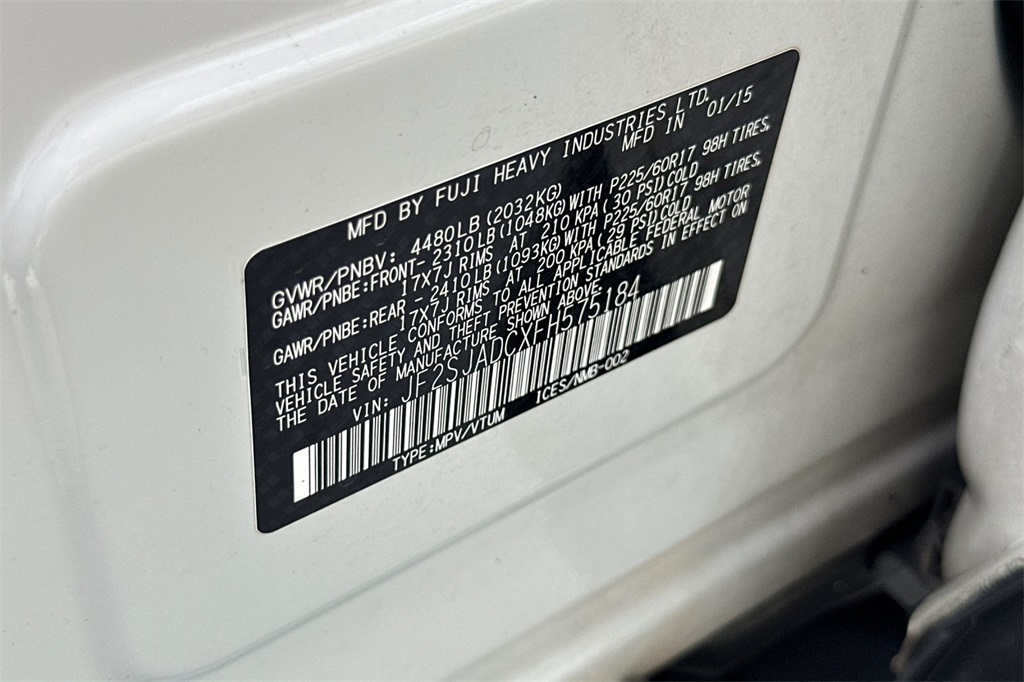 MFD BY FUJI HEAVY INDUSTRIES LTD.
MFD IN 01/15
GVWR/PNBV: 4480LB(2032KG)
GAWR/PNBE:FRONT- 2310LB(1048KG)WITH P225/60R17 98H TIRES,
17X7J RIMS AT 210 KPA( 30 PSI)COLD
GAWR/PNBE:REAR - 2410LB(1093KG)WITH P225/60R17 98H TIRES,
17X7J RIMS AT 200 KPA(29 PSI)COLD
THIS VEHICLE CONFORMS TO ALL APPLICABLE FEDERAL MOTOR
VEHICLE SAFETY AND THEFT PREVENTION STANDARDS IN EFFECT ON
THE DATE OF MANUFACTURE SHOWN ABOVE.
VIN: JF2SJADCXFH575184
TYPE:MPV/VTUM ICES/NMB-002